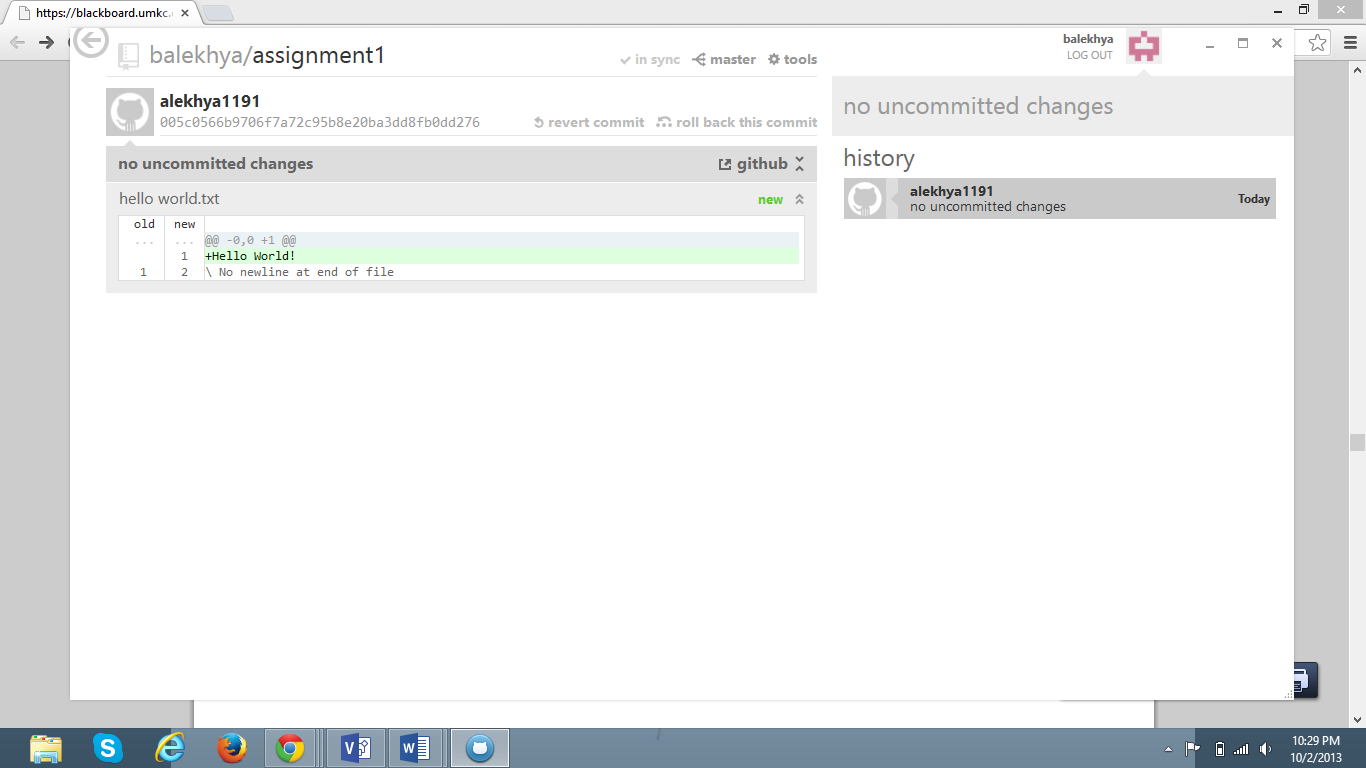 https://blackboard.umkc.
balekhya/assignment1
in sync master tools
balekhya
LOG OUT
alekhya1191
005c0566b9706f7a72c95b8e20ba3dd8fb0dd276
revert commit roll back this commit
no uncommitted changes github
hello world.txt new
old new
... ... @@ -0,0 +1 @@
1 +Hello World!
1 2 \ No newline at end of file
no uncommitted changes
history
alekhya1191
no uncommitted changes
Today
10:29 PM
10/2/2013